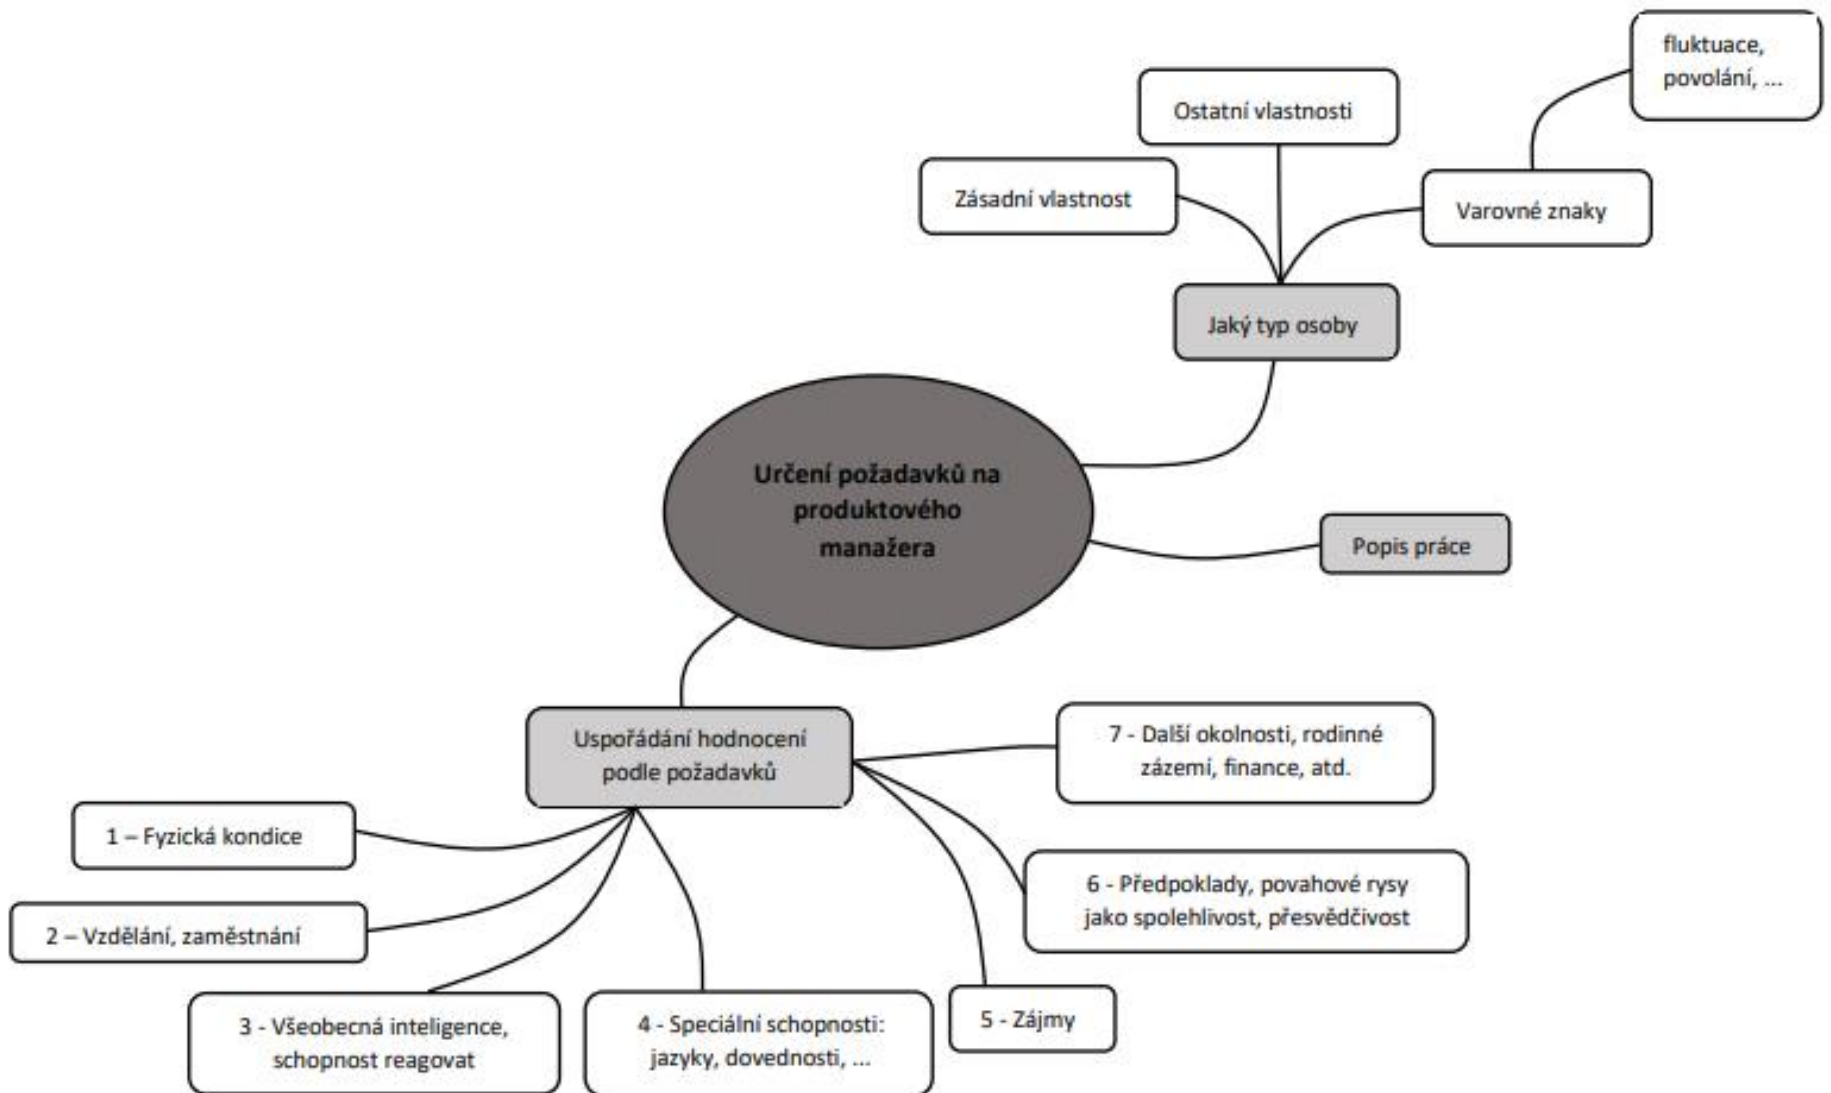 fluktuace,
povolání, ...
Ostatní vlastnosti
Zásadní vlastnost
Varovné znaky
Jaký typ osoby
Určení požadavků na
produktového
manažera
Popis práce
Uspořádání hodnocení
podle požadavků
7 - Další okolnosti, rodinné
zázemí, finance, atd.
1 – Fyzická kondice
6 - Předpoklady, povahové rysy
jako spolehlivost, přesvědčivost
2 – Vzdělání, zaměstnání
3 - Všeobecná inteligence,
schopnost reagovat
4 - Speciální schopnosti:
jazyky, dovednosti, ...
5 - Zájmy